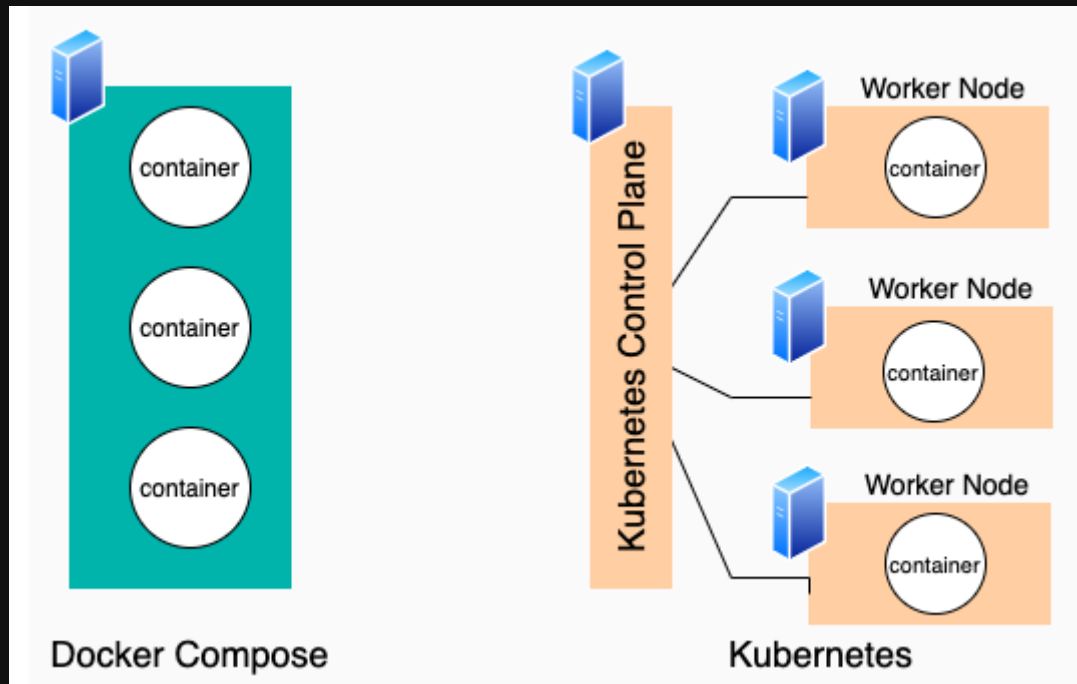 container
container
container
Docker Compose
Kubernetes Control Plane
Worker Node
container
Worker Node
container
Worker Node
container
Kubernetes